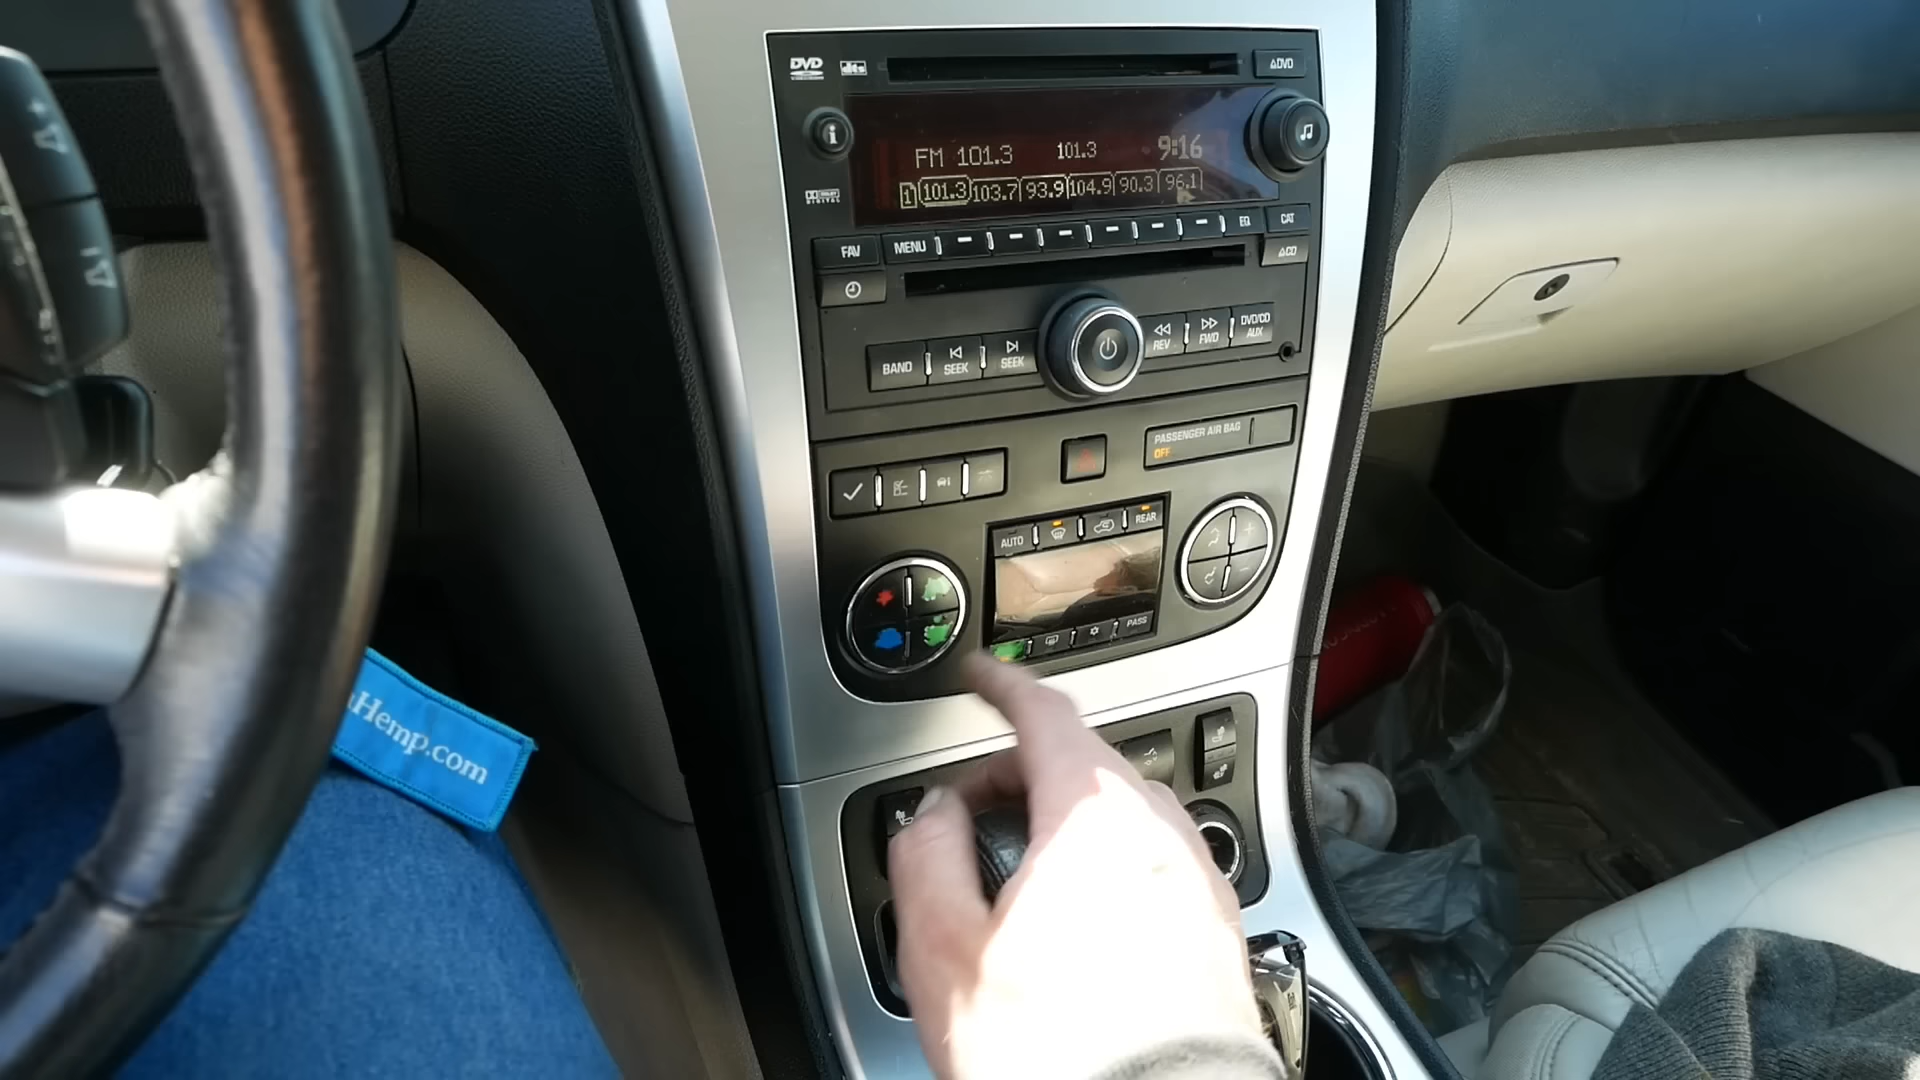 DVD
dts
DVD
FM 101.3 101.3 9:16
1 101.3 103.7 93.9 104.9 90.3 96.1
DIGITAL
FAV MENU EQ CAT
CD
BAND SEEK SEEK REV FWD DVD/CD AUX
PASSENGER AIR BAG
OFF
AUTO REAR
PASS
Hemp.com